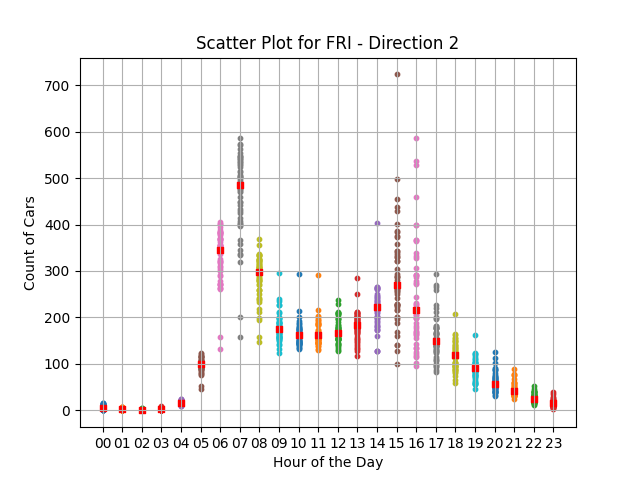 Scatter Plot for FRI - Direction 2
700
600
500
400
300
200
100
0
Count of Cars
00 01 02 03 04 05 06 07 08 09 10 11 12 13 14 15 16 17 18 19 20 21 22 23
Hour of the Day